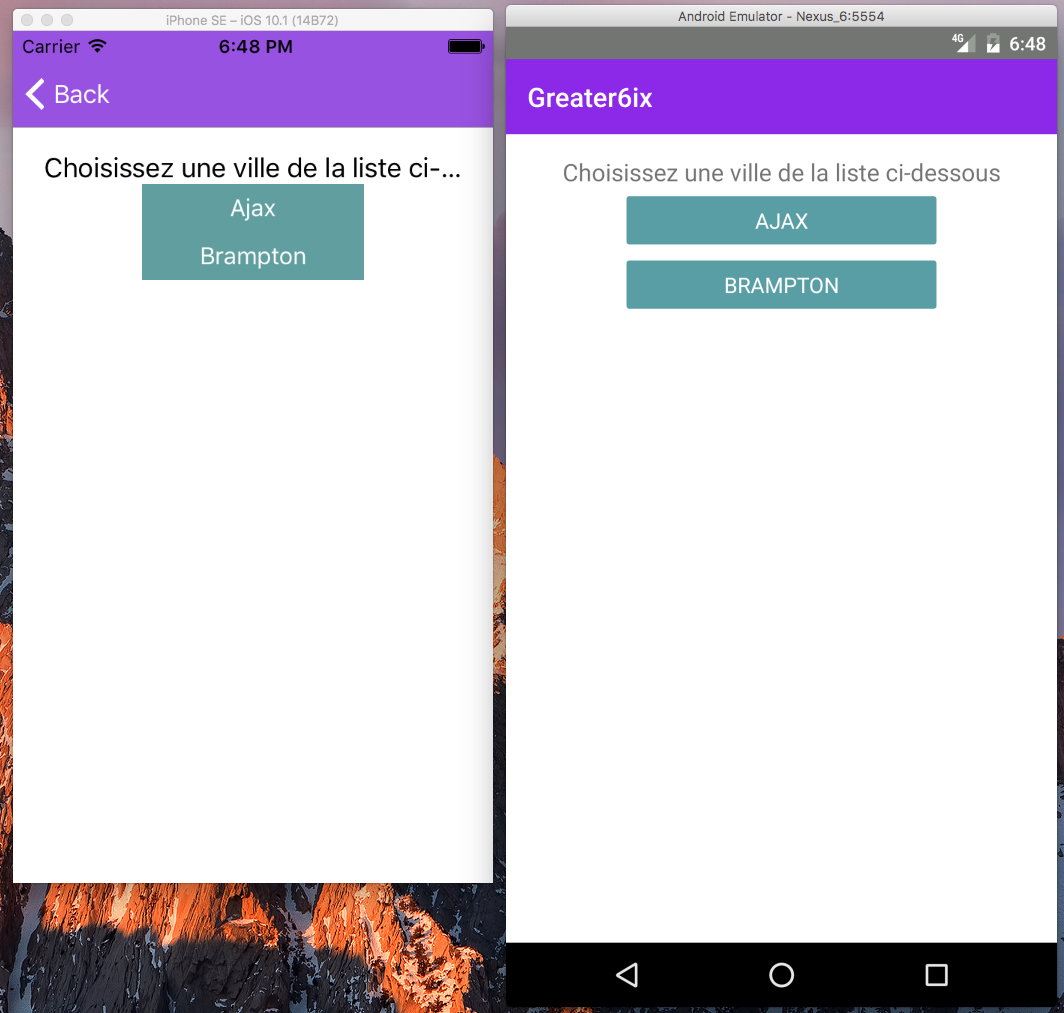 iPhone SE – iOS 10.1 (14B72)
Carrier 6:48 PM
Back
Choisissez une ville de la liste ci-...
Ajax
Brampton
Android Emulator - Nexus_6:5554
4G 6:48
Greater6ix
Choisissez une ville de la liste ci-dessous
AJAX
BRAMPTON